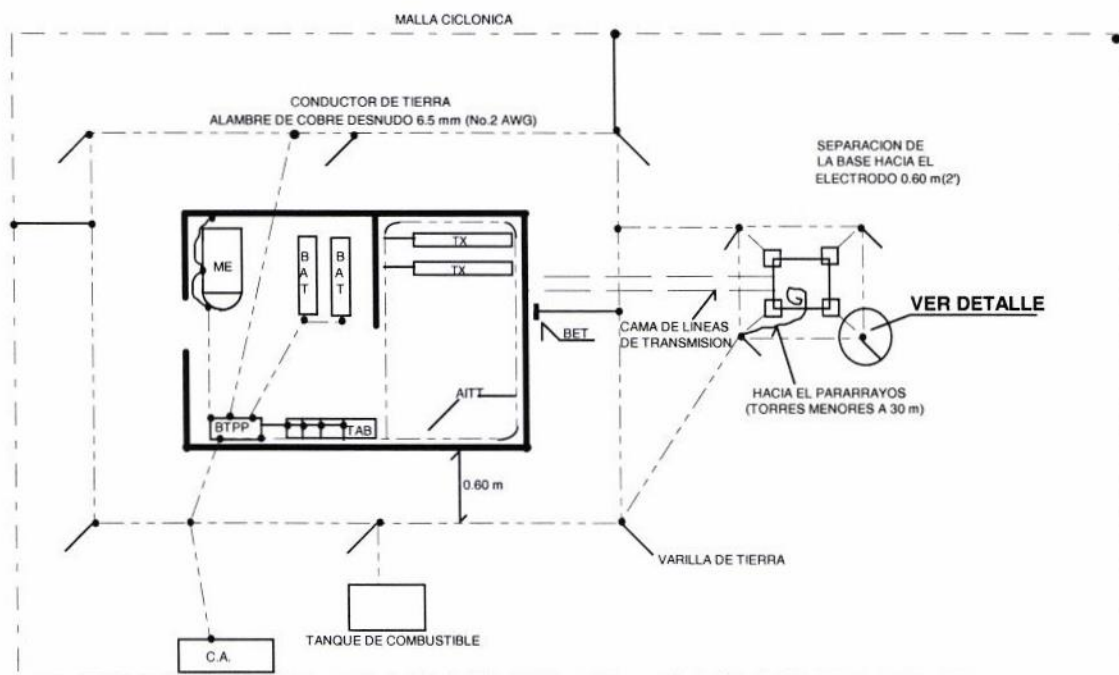 MALLA CICLONICA
CONDUCTOR DE TIERRA
ALAMBRE DE COBRE DESNUDO 6.5 mm (No.2 AWG)
SEPARACION DE
LA BASE HACIA EL
ELECTRODO 0.60 m(2')
ME
BAT
BAT
TX
TX
VER DETALLE
CAMA DE LINEAS
DE TRANSMISION
BET
AITT
HACIA EL PARARRAYOS
(TORRES MENORES A 30 m)
BTPP
TAB
0.60 m
VARILLA DE TIERRA
TANQUE DE COMBUSTIBLE
C.A.